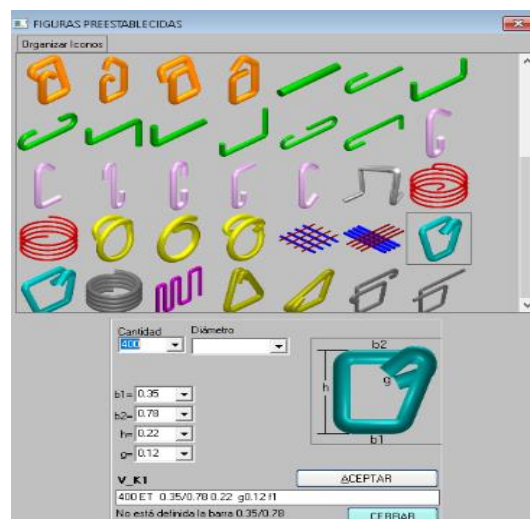 FIGURAS PREESTABLECIDAS
Organizar Iconos
Cantidad Diámetro
400
b1= 0.35
b2= 0.78
h= 0.22
g= 0.12
b2
h
g
b1
V_K1 ACEPTAR
400 ET 0.35/0.78 0.22 g0.12 f1
No está definida la barra 0.35/0.78 CERRAR